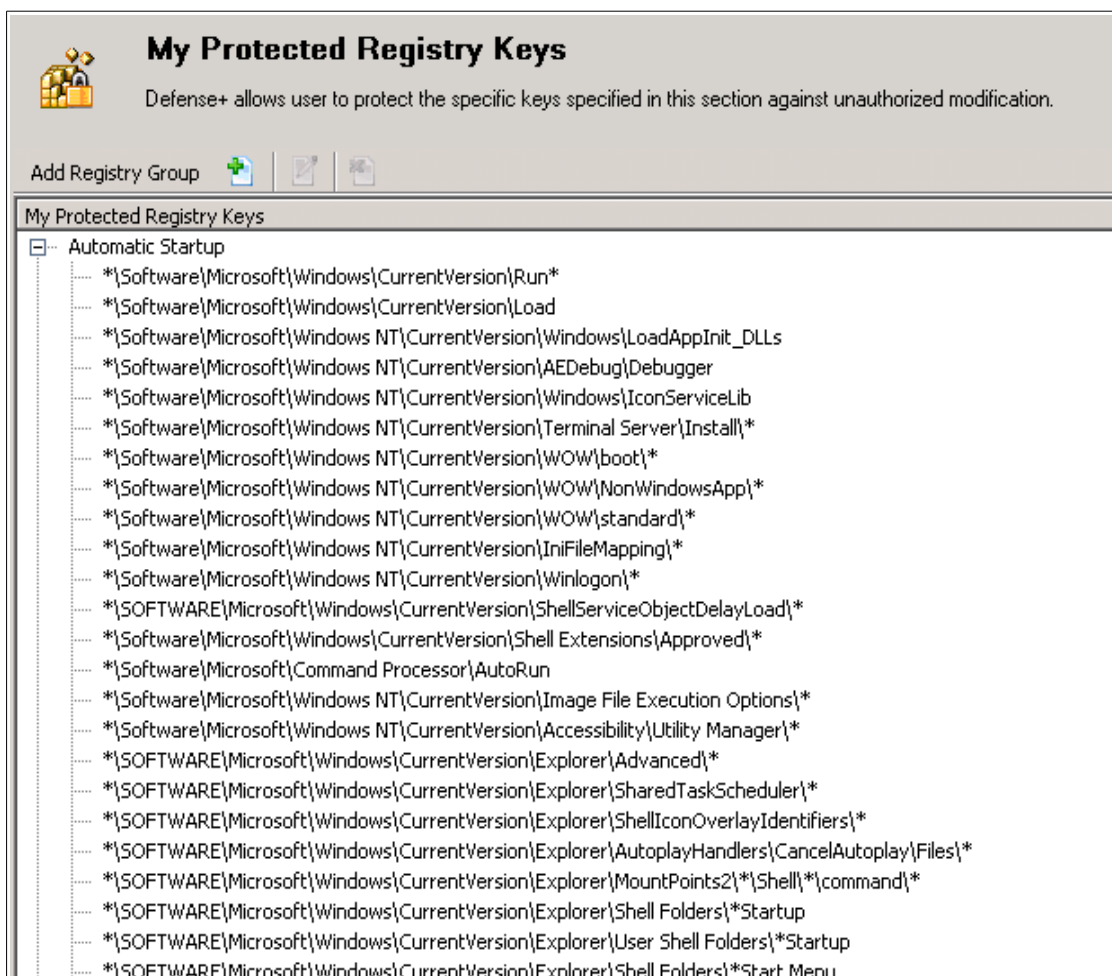 My Protected Registry Keys
Defense+ allows user to protect the specific keys specified in this section against unauthorized modification.
Add Registry Group
My Protected Registry Keys
Automatic Startup
*\Software\Microsoft\Windows\CurrentVersion\Run*
*\Software\Microsoft\Windows\CurrentVersion\Load
*\Software\Microsoft\Windows NT\CurrentVersion\Windows\LoadAppInit_DLLs
*\Software\Microsoft\Windows NT\CurrentVersion\AEDebug\Debugger
*\Software\Microsoft\Windows NT\CurrentVersion\Windows\IconServiceLib
*\Software\Microsoft\Windows NT\CurrentVersion\Terminal Server\Install\*
*\Software\Microsoft\Windows NT\CurrentVersion\WOW\boot\*
*\Software\Microsoft\Windows NT\CurrentVersion\WOW\NonWindowsApp\*
*\Software\Microsoft\Windows NT\CurrentVersion\WOW\standard\*
*\Software\Microsoft\Windows NT\CurrentVersion\IniFileMapping\*
*\Software\Microsoft\Windows NT\CurrentVersion\Winlogon\*
*\SOFTWARE\Microsoft\Windows\CurrentVersion\ShellServiceObjectDelayLoad\*
*\Software\Microsoft\Windows\CurrentVersion\Shell Extensions\Approved\*
*\Software\Microsoft\Command Processor\AutoRun
*\Software\Microsoft\Windows NT\CurrentVersion\Image File Execution Options\*
*\Software\Microsoft\Windows NT\CurrentVersion\Accessibility\Utility Manager\*
*\SOFTWARE\Microsoft\Windows\CurrentVersion\Explorer\Advanced\*
*\SOFTWARE\Microsoft\Windows\CurrentVersion\Explorer\SharedTaskScheduler\*
*\SOFTWARE\Microsoft\Windows\CurrentVersion\Explorer\ShellIconOverlayIdentifiers\*
*\SOFTWARE\Microsoft\Windows\CurrentVersion\Explorer\AutoplayHandlers\CancelAutoplay\Files\*
*\SOFTWARE\Microsoft\Windows\CurrentVersion\Explorer\MountPoints2\*\Shell\*\command\*
*\SOFTWARE\Microsoft\Windows\CurrentVersion\Explorer\Shell Folders\*Startup
*\SOFTWARE\Microsoft\Windows\CurrentVersion\Explorer\User Shell Folders\*Startup
*\SOFTWARE\Microsoft\Windows\CurrentVersion\Explorer\Shell Folders\*Start Menu